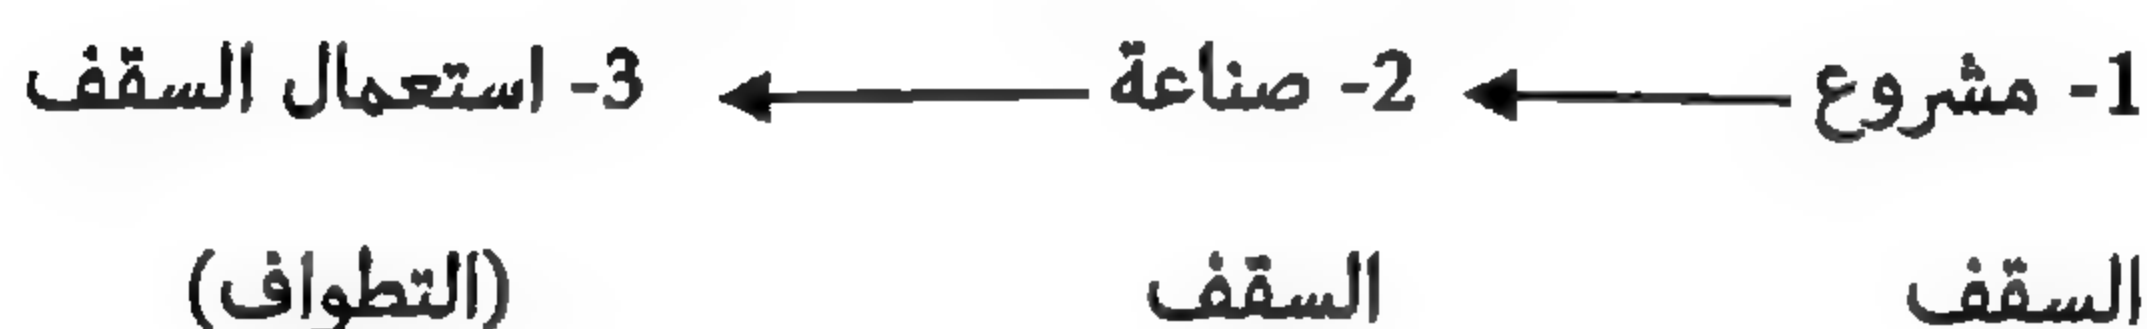 1- مشروع ← 2- صناعة ← 3- استعمال السقف
السقف السقف (التطواف)